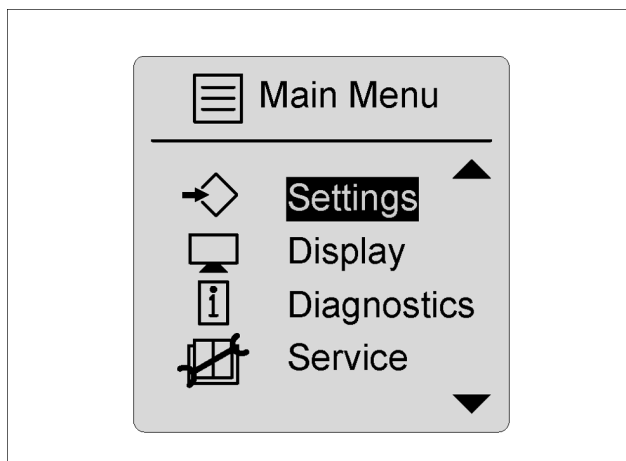 Main Menu
Settings
Display
Diagnostics
Service